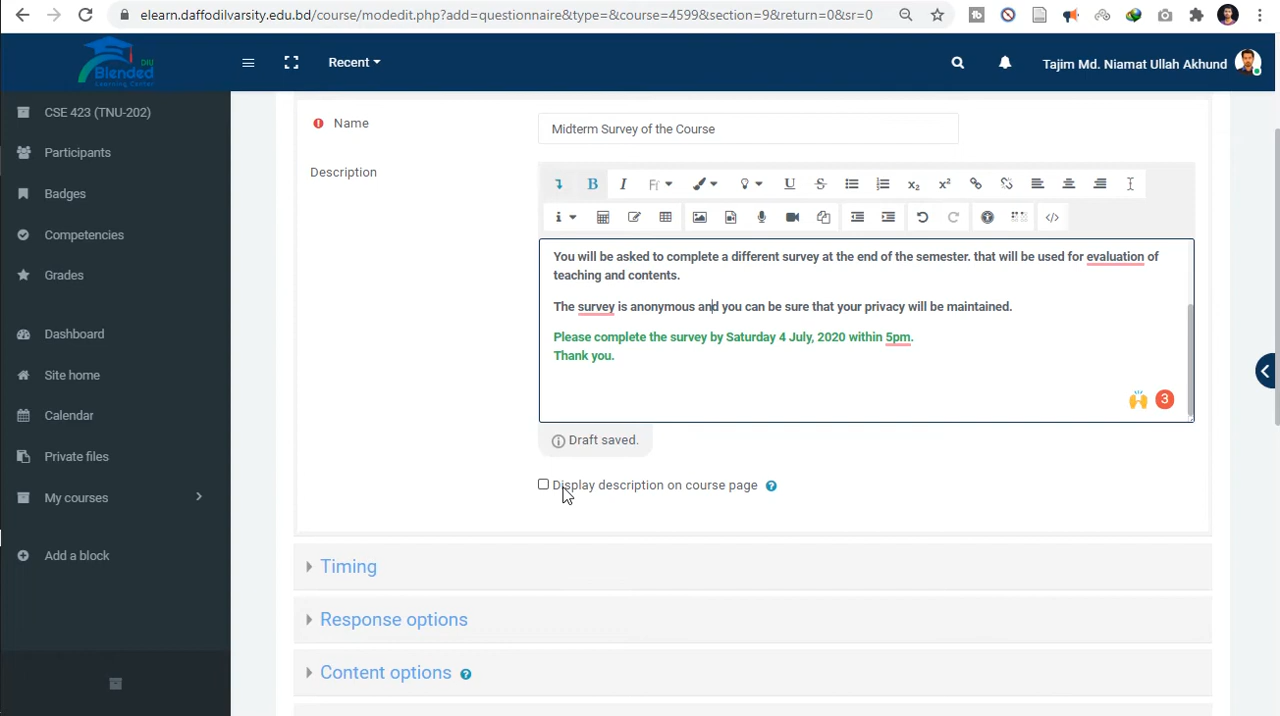 elearn.daffodilvarsity.edu.bd/course/modedit.php?add=questionnaire&type=&course=4599&section=9&return=0&sr=0
DIU
Blended
Learning Center
Recent
Tajim Md. Niamat Ullah Akhund
CSE 423 (TNU-202)
Participants
Badges
Competencies
Grades
Dashboard
Site home
Calendar
Private files
My courses
Add a block
Name
Midterm Survey of the Course
Description
You will be asked to complete a different survey at the end of the semester. that will be used for evaluation of
teaching and contents.
The survey is anonymous and you can be sure that your privacy will be maintained.
Please complete the survey by Saturday 4 July, 2020 within 5pm.
Thank you.
3
Draft saved.
Display description on course page
Timing
Response options
Content options